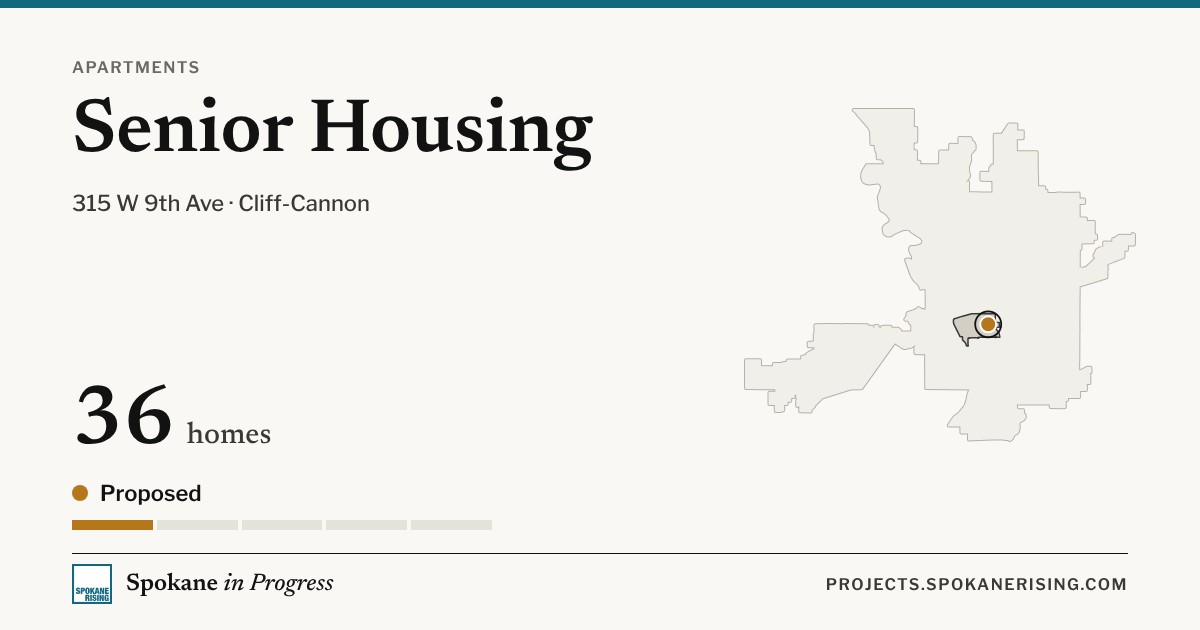 APARTMENTS
Senior Housing
315 W 9th Ave · Cliff-Cannon
36 homes
Proposed
SPOKANE
RISING
Spokane in Progress
PROJECTS.SPOKANERISING.COM